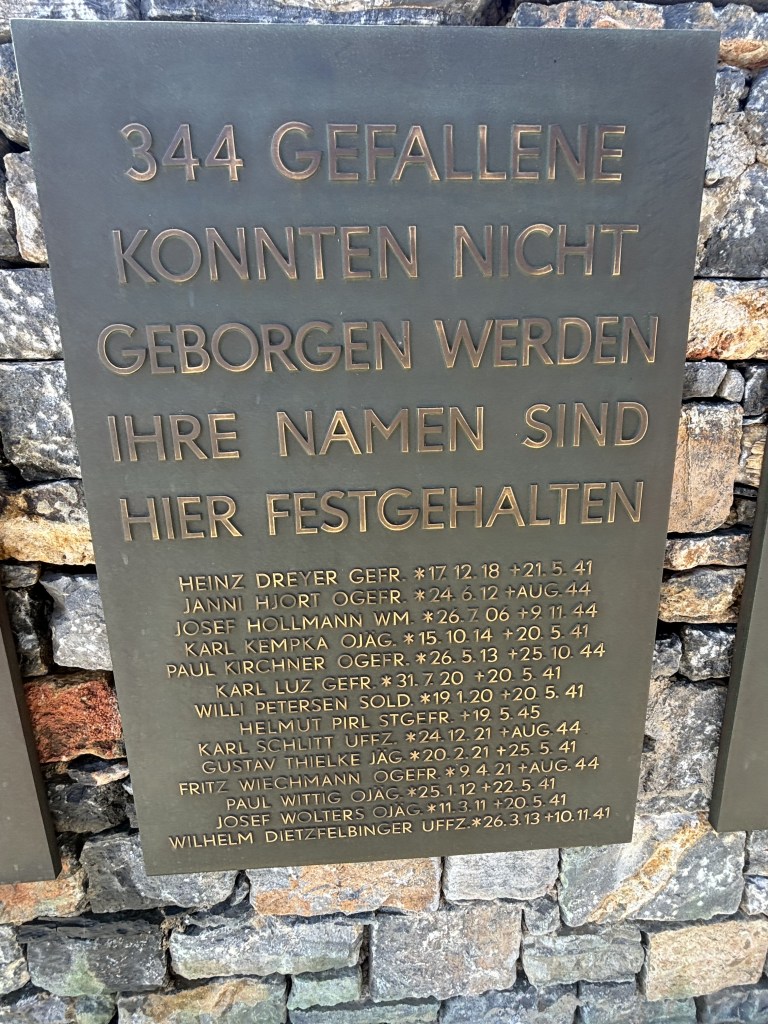 344 GEFALLENE
KONNTEN NICHT
GEBORGEN WERDEN
IHRE NAMEN SIND
HIER FESTGEHALTEN
HEINZ DREYER GEFR. *17.12.18 +21.5.41
JANNI HJORT OGEFR. *24.6.12 +AUG.44
JOSEF HOLLMANN WM. *26.7.06 +9.11.44
KARL KEMPKA OJÄG. *15.10.14 +20.5.41
PAUL KIRCHNER OGEFR. *26.5.13 +25.10.44
KARL LUZ GEFR. *31.7.20 +20.5.41
WILLI PETERSEN SOLD. *19.1.20 +20.5.41
HELMUT PIRL STGEFR. +19.5.45
KARL SCHLITT UFFZ. *24.12.21 +AUG.44
GUSTAV THIELKE JÄG. *20.2.21 +25.5.41
FRITZ WIECHMANN OGEFR. *9.4.21 +AUG.44
PAUL WITTIG OJÄG. *25.1.12 +22.5.41
JOSEF WOLTERS OJÄG. *11.3.11 +20.5.41
WILHELM DIETZFELBINGER UFFZ. *26.3.13 +10.11.41